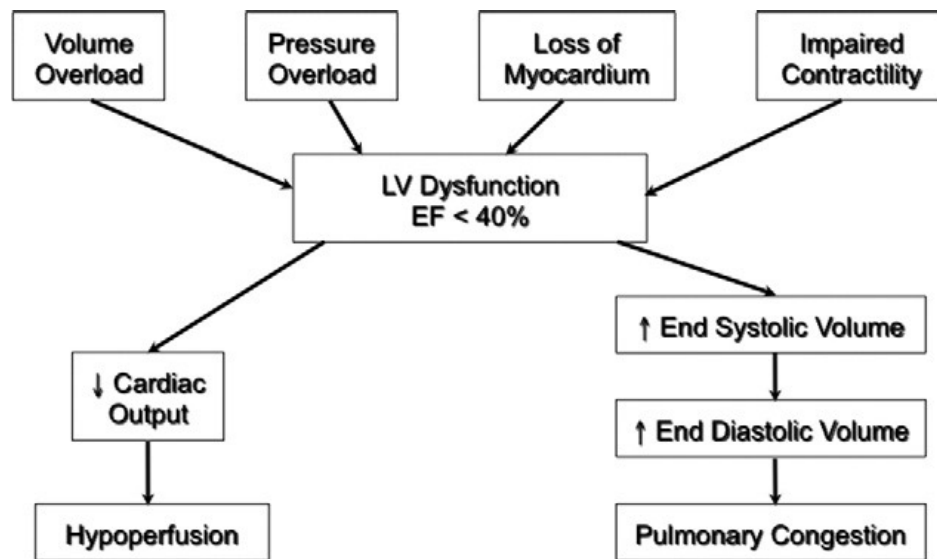 Volume
Overload
Pressure
Overload
Loss of
Myocardium
Impaired
Contractility
LV Dysfunction
EF < 40%
↑ End Systolic Volume
↓ Cardiac
Output
↑ End Diastolic Volume
Hypoperfusion
Pulmonary Congestion